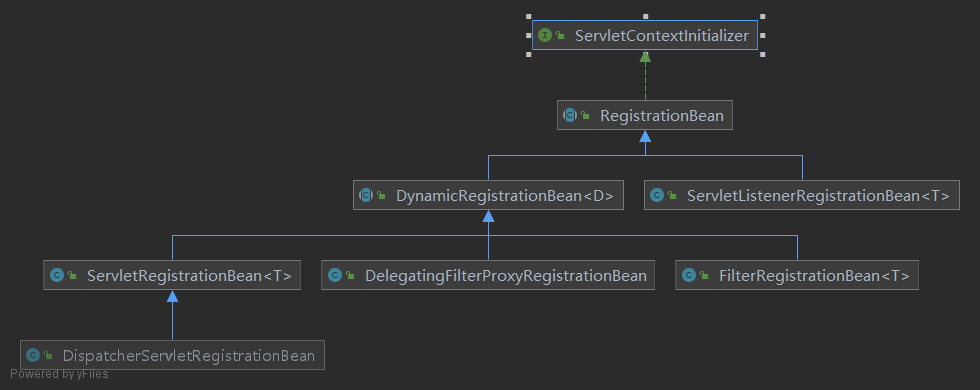 ServletContextInitializer
RegistrationBean
DynamicRegistrationBean<D>
ServletListenerRegistrationBean<T>
ServletRegistrationBean<T>
DelegatingFilterProxyRegistrationBean
FilterRegistrationBean<T>
DispatcherServletRegistrationBean
Powered by yFiles